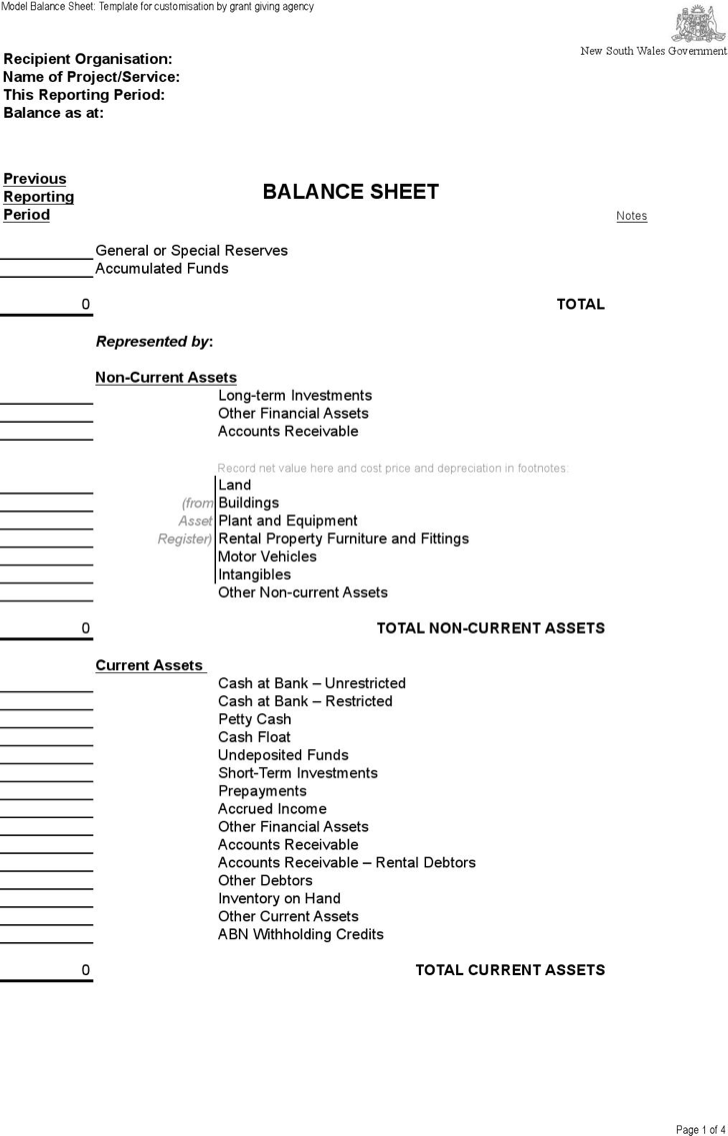 Model Balance Sheet: Template for customisation by grant giving agency
New South Wales Government
Recipient Organisation:
Name of Project/Service:
This Reporting Period:
Balance as at:
Previous
Reporting
Period
BALANCE SHEET
Notes
General or Special Reserves
Accumulated Funds
0 TOTAL
Represented by:
Non-Current Assets
Long-term Investments
Other Financial Assets
Accounts Receivable
Record net value here and cost price and depreciation in footnotes:
Land
(from Buildings
Asset Plant and Equipment
Register) Rental Property Furniture and Fittings
Motor Vehicles
Intangibles
Other Non-current Assets
0 TOTAL NON-CURRENT ASSETS
Current Assets
Cash at Bank – Unrestricted
Cash at Bank – Restricted
Petty Cash
Cash Float
Undeposited Funds
Short-Term Investments
Prepayments
Accrued Income
Other Financial Assets
Accounts Receivable
Accounts Receivable – Rental Debtors
Other Debtors
Inventory on Hand
Other Current Assets
ABN Withholding Credits
0 TOTAL CURRENT ASSETS
Page 1 of 4